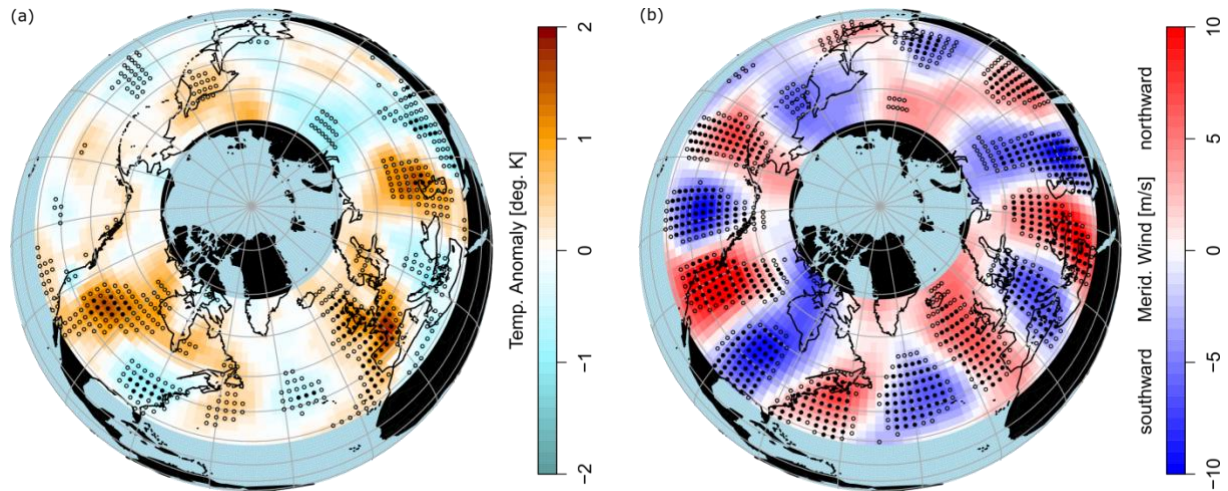 (a)
2
1
0
−1
−2
Temp. Anomaly [deg. K]
(b)
10
5
0
−5
−10
southward Merid. Wind [m/s] northward